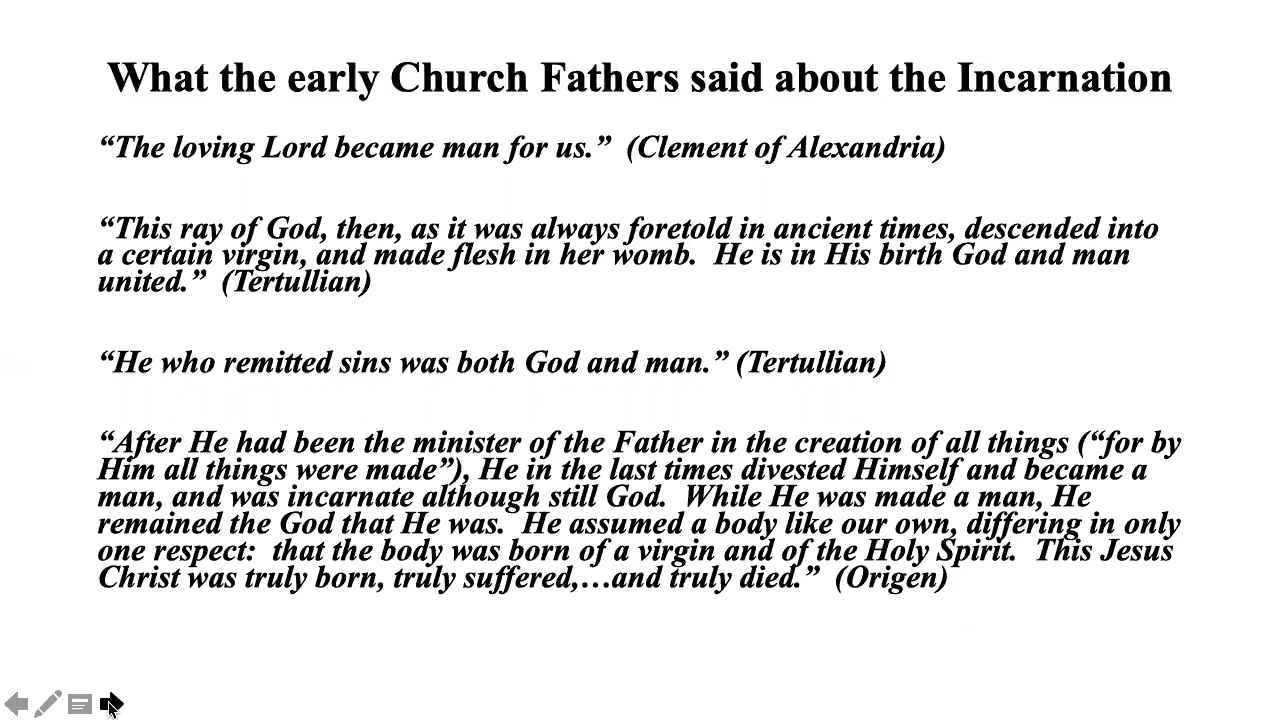 What the early Church Fathers said about the Incarnation
“The loving Lord became man for us.”  (Clement of Alexandria)
“This ray of God, then, as it was always foretold in ancient times, descended into
a certain virgin, and made flesh in her womb.  He is in His birth God and man
united.”  (Tertullian)
“He who remitted sins was both God and man.” (Tertullian)
“After He had been the minister of the Father in the creation of all things (“for by
Him all things were made”), He in the last times divested Himself and became a
man, and was incarnate although still God.  While He was made a man, He
remained the God that He was.  He assumed a body like our own, differing in only
one respect:  that the body was born of a virgin and of the Holy Spirit.  This Jesus
Christ was truly born, truly suffered,…and truly died.”  (Origen)